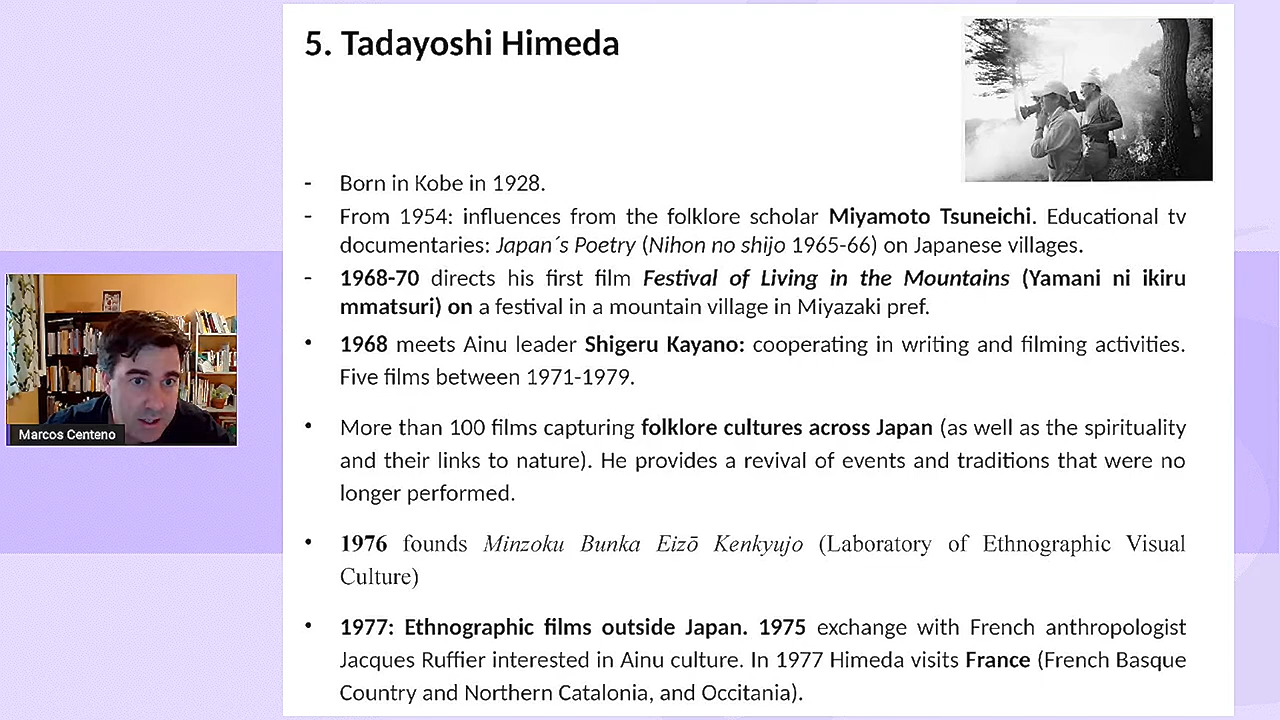 5. Tadayoshi Himeda
- Born in Kobe in 1928.
- From 1954: influences from the folklore scholar Miyamoto Tsuneichi. Educational tv
documentaries: Japan´s Poetry (Nihon no shijo 1965-66) on Japanese villages.
- 1968-70 directs his first film Festival of Living in the Mountains (Yamani ni ikiru
mmatsuri) on a festival in a mountain village in Miyazaki pref.
• 1968 meets Ainu leader Shigeru Kayano: cooperating in writing and filming activities.
Five films between 1971-1979.
• More than 100 films capturing folklore cultures across Japan (as well as the spirituality
and their links to nature). He provides a revival of events and traditions that were no
longer performed.
• 1976 founds Minzoku Bunka Eizō Kenkyujo (Laboratory of Ethnographic Visual
Culture)
• 1977: Ethnographic films outside Japan. 1975 exchange with French anthropologist
Jacques Ruffier interested in Ainu culture. In 1977 Himeda visits France (French Basque
Country and Northern Catalonia, and Occitania).
Marcos Centeno